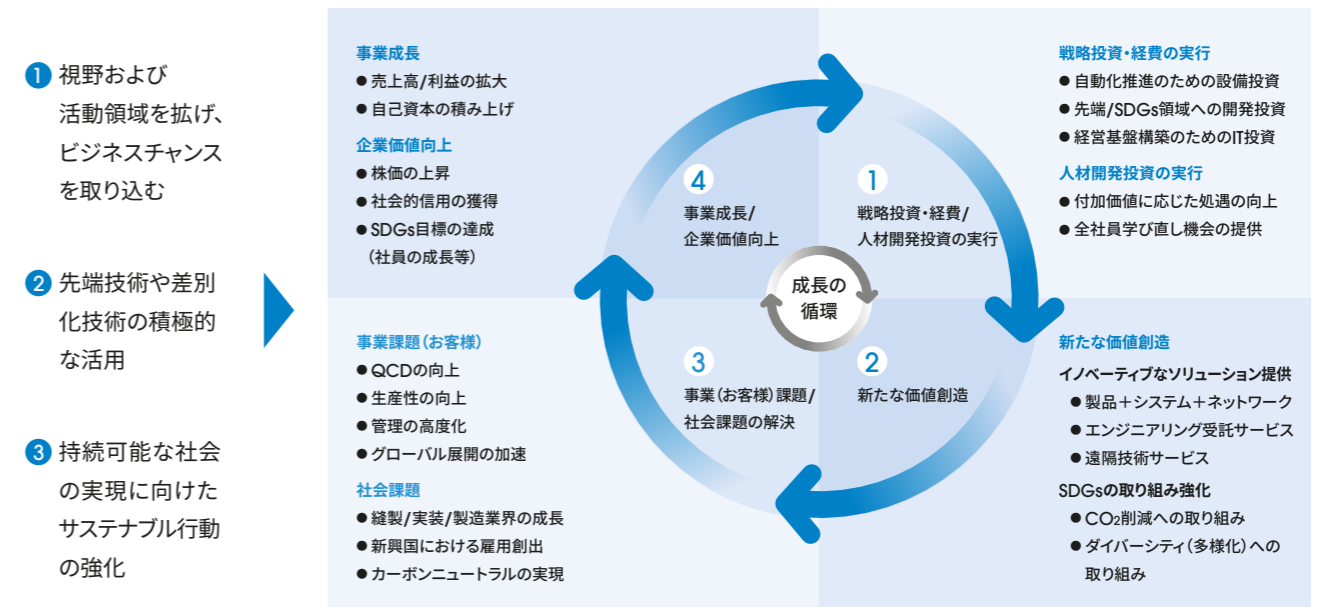 1 視野および
活動領域を拡げ、
ビジネスチャンス
を取り込む
2 先端技術や差別
化技術の積極的
な活用
3 持続可能な社会
の実現に向けた
サステナブル行動
の強化
事業成長
● 売上高/利益の拡大
● 自己資本の積み上げ
企業価値向上
● 株価の上昇
● 社会的信用の獲得
● SDGs目標の達成
（社員の成長等）
戦略投資・経費の実行
● 自動化推進のための設備投資
● 先端/SDGs領域への開発投資
● 経営基盤構築のためのIT投資
人材開発投資の実行
● 付加価値に応じた処遇の向上
● 全社員学び直し機会の提供
4
事業成長/
企業価値向上
1
戦略投資・経費/
人材開発投資の実行
成長の
循環
3
事業（お客様）課題/
社会課題の解決
2
新たな価値創造
事業課題（お客様）
● QCDの向上
● 生産性の向上
● 管理の高度化
● グローバル展開の加速
社会課題
● 縫製/実装/製造業界の成長
● 新興国における雇用創出
● カーボンニュートラルの実現
新たな価値創造
イノベーティブなソリューション提供
● 製品＋システム＋ネットワーク
● エンジニアリング受託サービス
● 遠隔技術サービス
SDGsの取り組み強化
● CO2削減への取り組み
● ダイバーシティ（多様化）への
取り組み